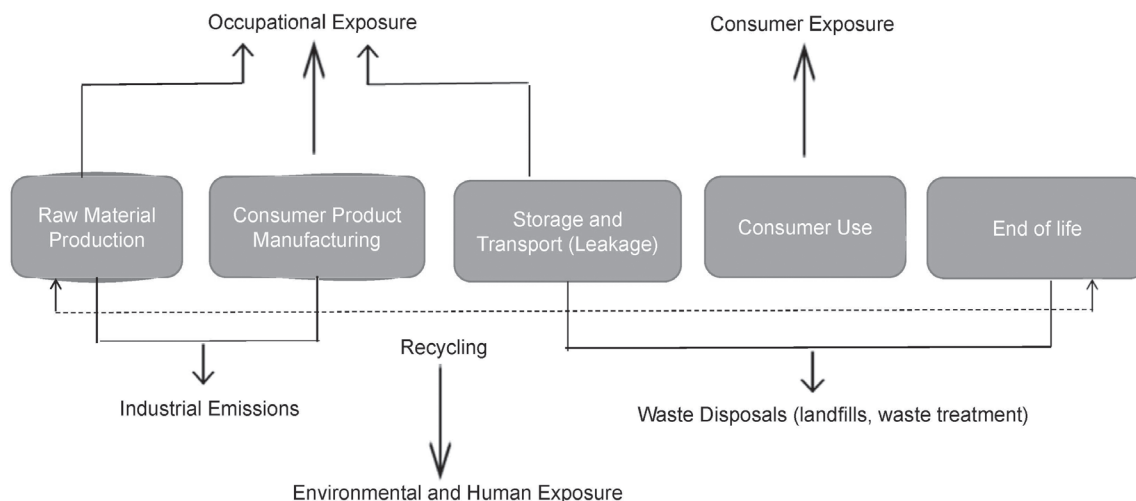 Occupational Exposure
Consumer Exposure
Raw Material
Production
Consumer Product
Manufacturing
Storage and
Transport (Leakage)
Consumer Use
End of life
Recycling
Industrial Emissions
Waste Disposals (landfills, waste treatment)
Environmental and Human Exposure